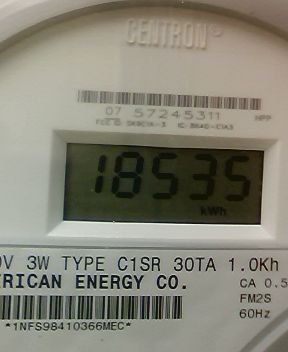 CENTRON®
07 57245311
HPP
18535
kWh
V 3W TYPE C1SR 30TA 1.0Kh
ERICAN ENERGY CO.
CA 0.5
FM2S
60Hz
*1NFS98410366MEC*